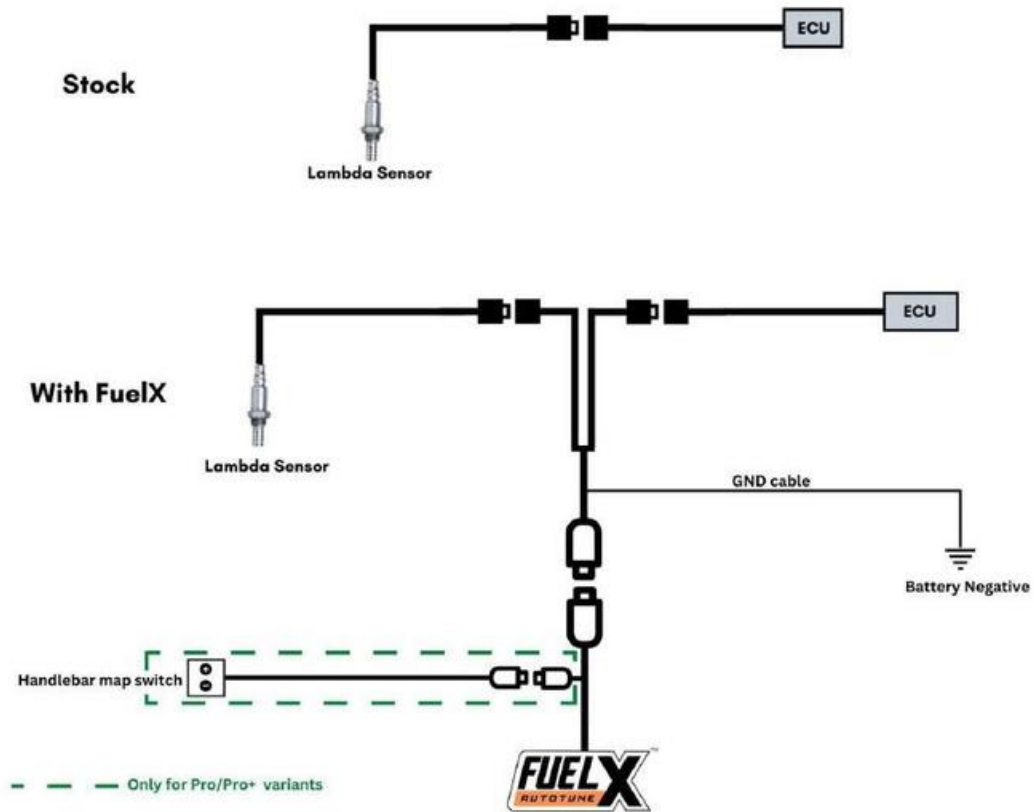 ECU
Stock
Lambda Sensor
ECU
With FuelX
Lambda Sensor
GND cable
Battery Negative
Handlebar map switch
FUELX™
AUTOTUNE
Only for Pro/Pro+ variants